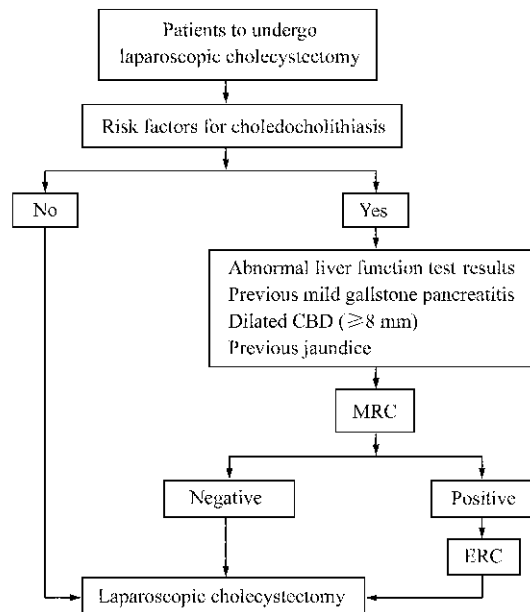 Patients to undergo
laparoscopic cholecystectomy
Risk factors for choledocholithiasis
No
Yes
Abnormal liver function test results
Previous mild gallstone pancreatitis
Dilated CBD (≥8 mm)
Previous jaundice
MRC
Negative
Positive
ERC
Laparoscopic cholecystectomy